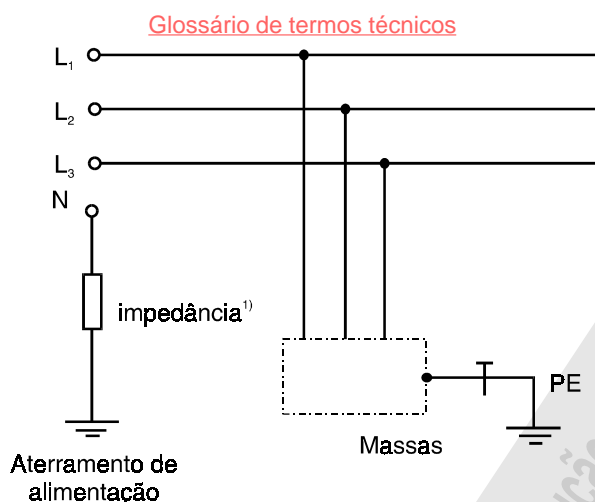 Glossário de termos técnicos
L₁
L₂
L₃
N
impedância¹⁾
PE
Massas
Aterramento de
alimentação